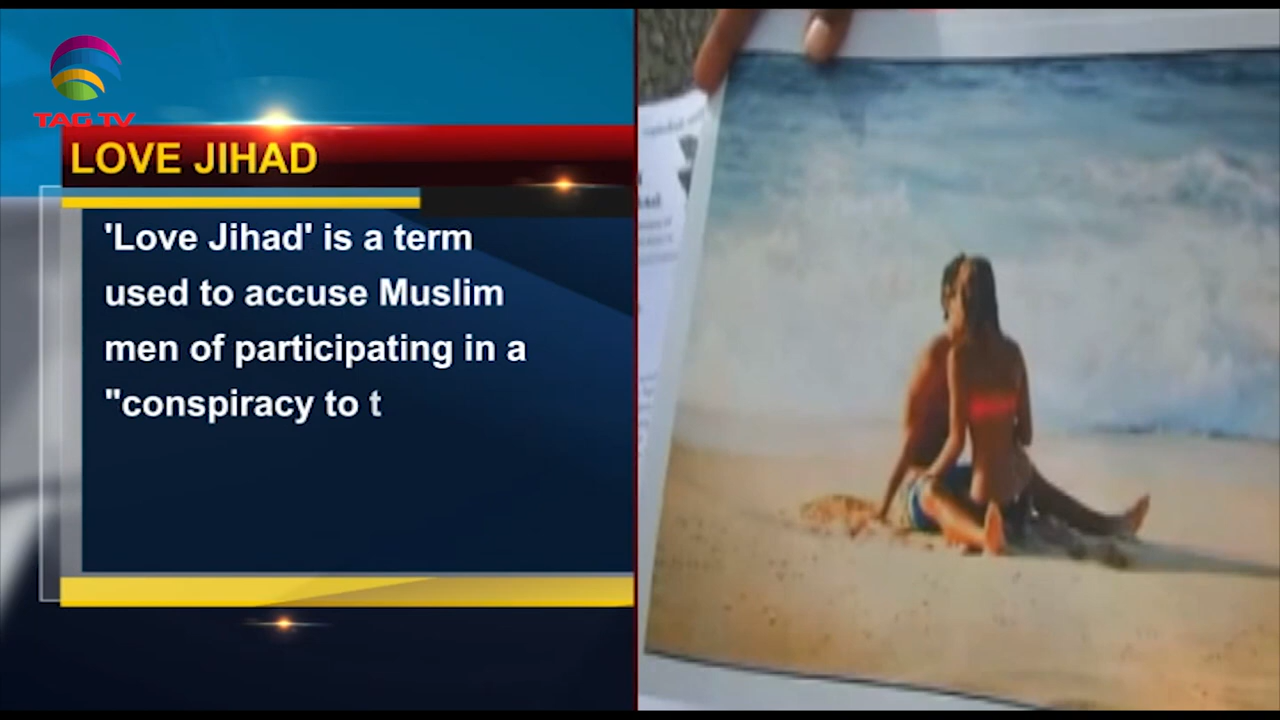 TAG TV
LOVE JIHAD
'Love Jihad' is a term
used to accuse Muslim
men of participating in a
"conspiracy to t